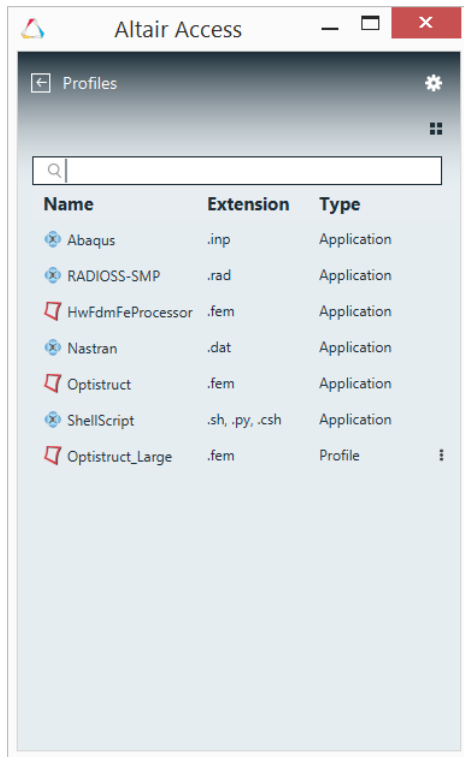 Altair Access
Profiles
Name Extension Type
Abaqus .inp Application
RADIOSS-SMP .rad Application
HwFdmFeProcessor .fem Application
Nastran .dat Application
Optistruct .fem Application
ShellScript .sh, .py, .csh Application
Optistruct_Large .fem Profile